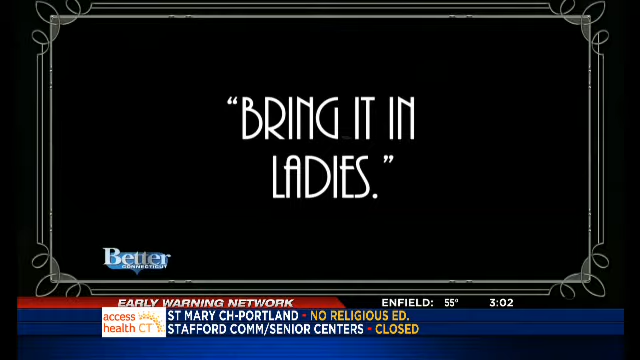 “BRING IT IN
LADIES.”
Better
CONNECTICUT
EARLY WARNING NETWORK ENFIELD: 55° 3:02
access
health CT
ST MARY CH-PORTLAND - NO RELIGIOUS ED.
STAFFORD COMM/SENIOR CENTERS - CLOSED